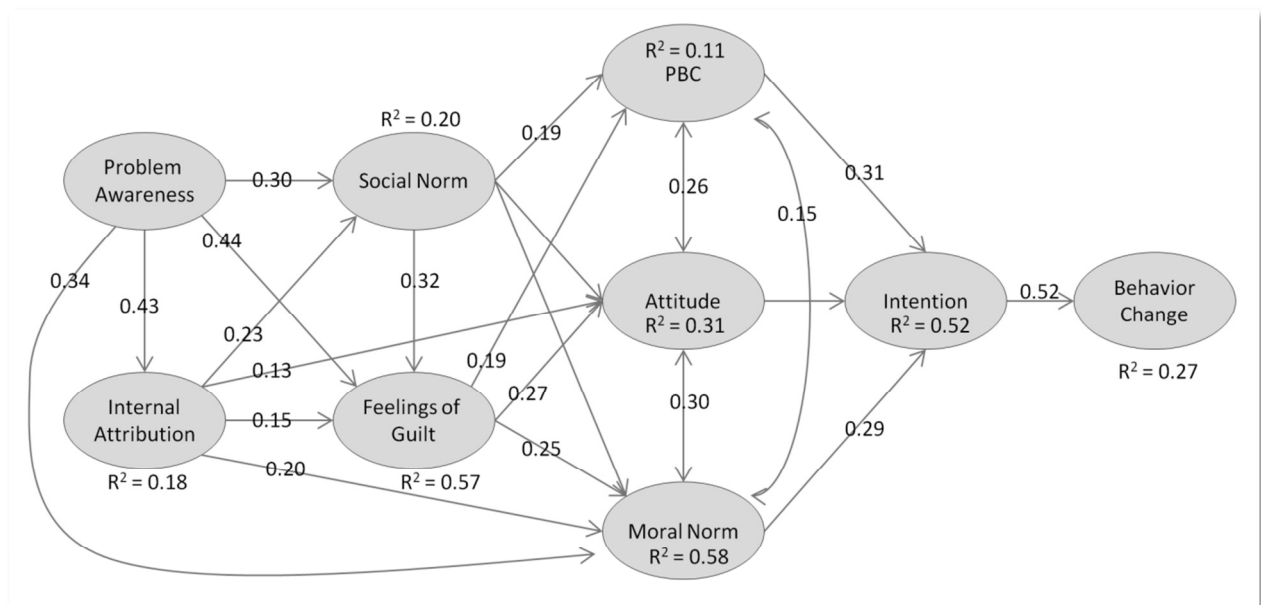 R² = 0.11
PBC
R² = 0.20
0.19
Problem
Awareness
0.30
Social Norm
0.31
0.26
0.15
0.44
0.34
0.43
0.32
Attitude
R² = 0.31
Intention
R² = 0.52
0.52
Behavior
Change
0.23
0.13
0.19
R² = 0.27
0.27
0.30
Internal
Attribution
0.15
Feelings of
Guilt
0.29
0.25
0.20
R² = 0.18
R² = 0.57
Moral Norm
R² = 0.58